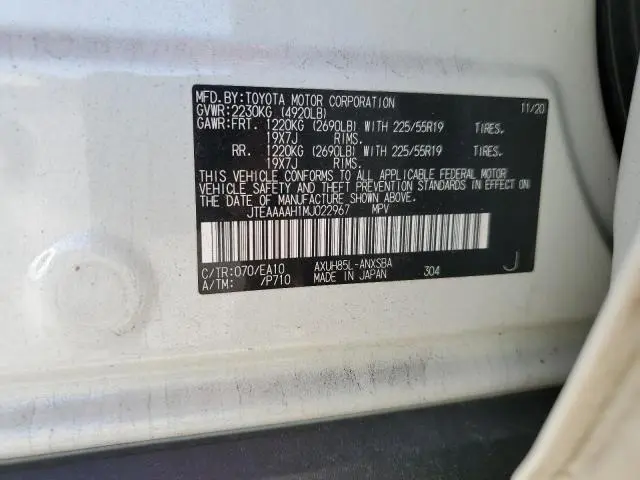 MFD.BY:TOYOTA MOTOR CORPORATION 11/20
GVWR:2230KG (4920LB)
GAWR:FRT. 1220KG (2690LB) WITH 225/55R19 TIRES,
19X7J RIMS.
RR. 1220KG (2690LB) WITH 225/55R19 TIRES,
19X7J RIMS.
THIS VEHICLE CONFORMS TO ALL APPLICABLE FEDERAL MOTOR
VEHICLE SAFETY AND THEFT PREVENTION STANDARDS IN EFFECT ON
THE DATE OF MANUFACTURE SHOWN ABOVE.
JTEAAAAH1MJ022967 MPV
C/TR:070/EA10 AXUH85L-ANXSBA
A/TM: /P710 MADE IN JAPAN 304 J